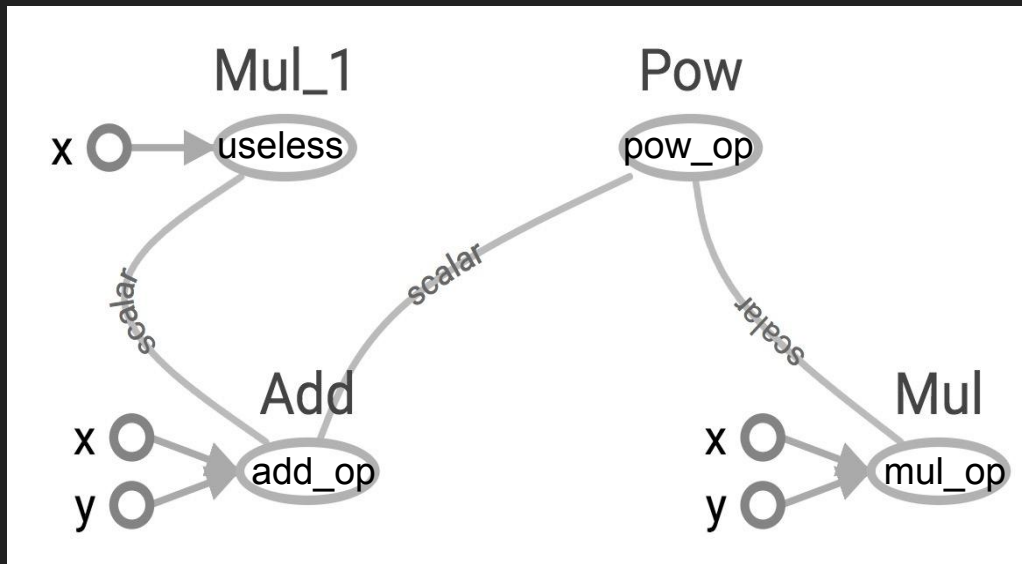 Mul_1
Pow
x
useless
pow_op
scalar
scalar
scalar
Add
Mul
x
add_op
y
x
mul_op
y